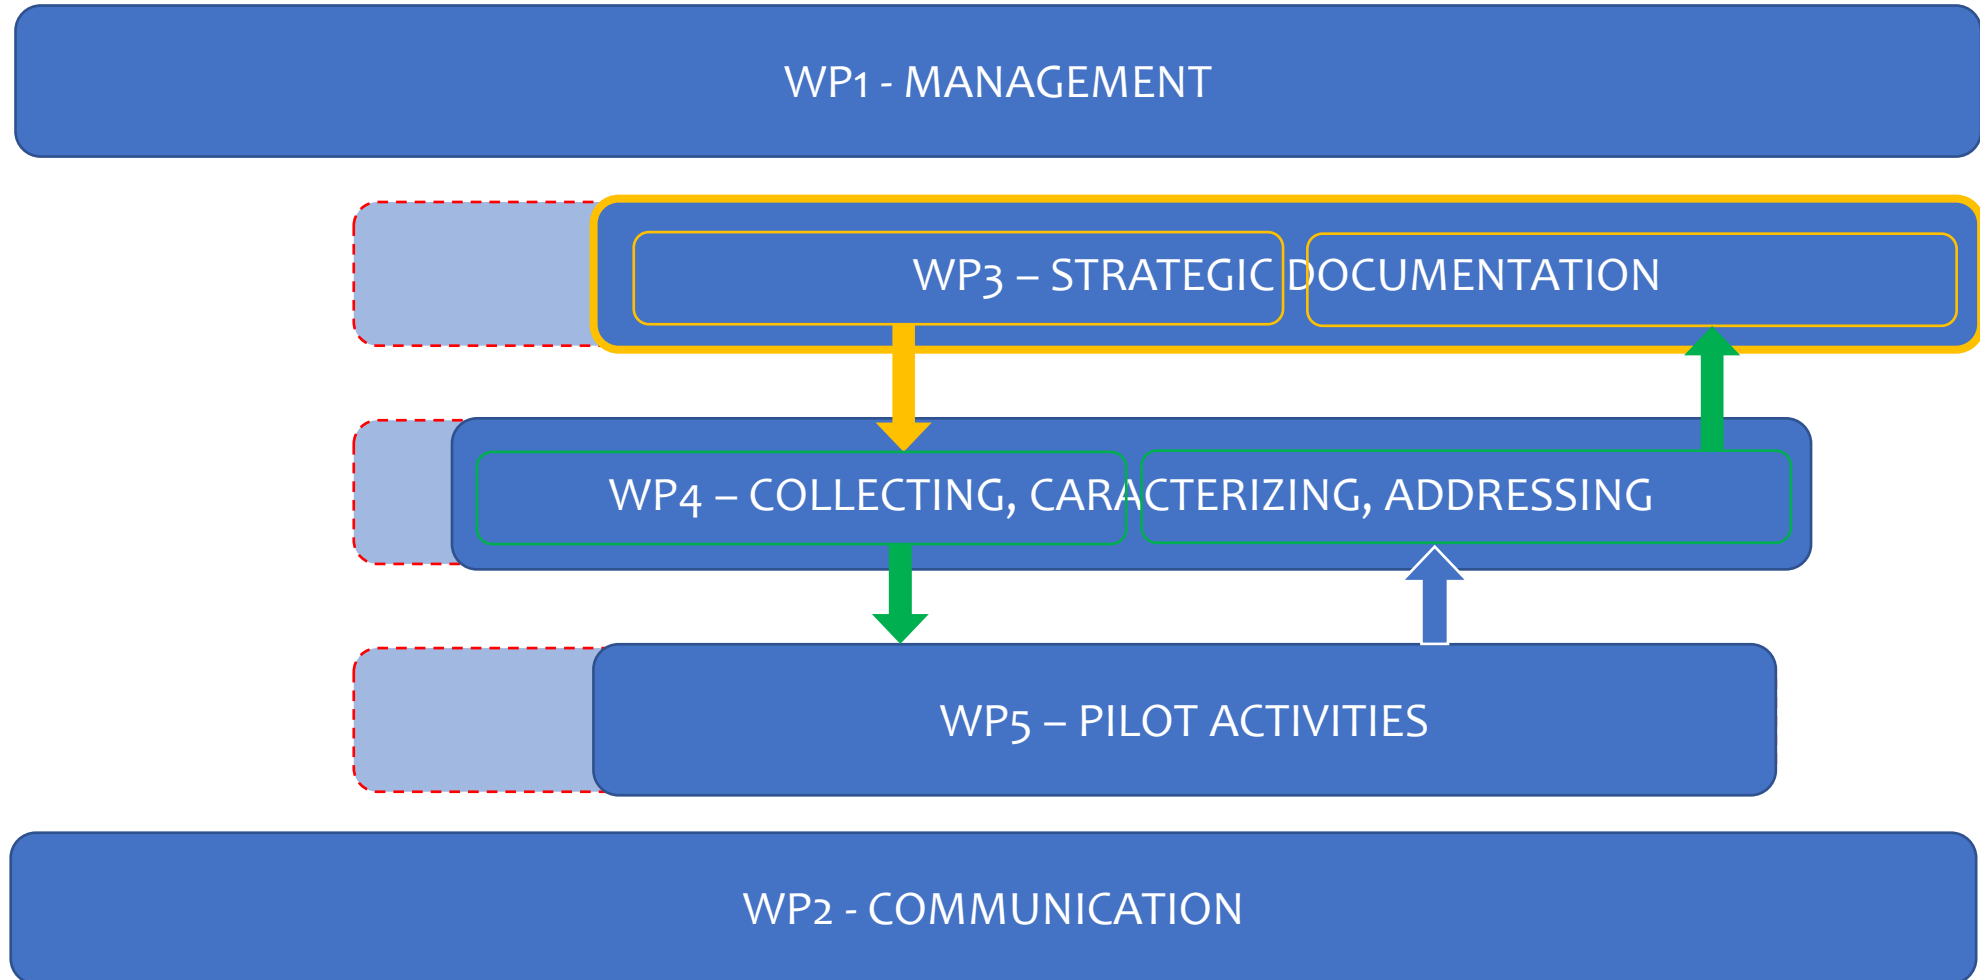 WP1 - MANAGEMENT
WP3 – STRATEGIC DOCUMENTATION
WP4 – COLLECTING, CARACTERIZING, ADDRESSING
WP5 – PILOT ACTIVITIES
WP2 - COMMUNICATION